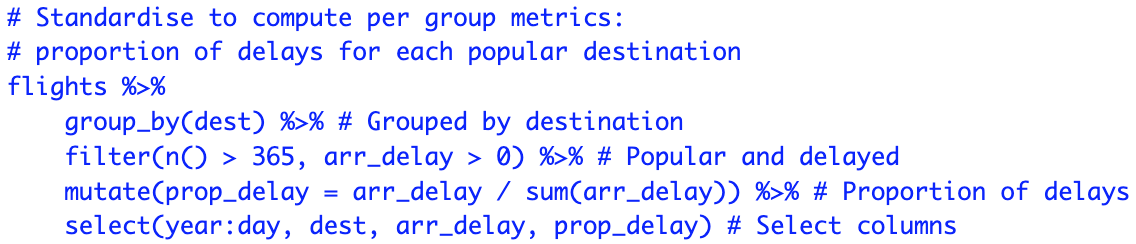 # Standardise to compute per group metrics:
# proportion of delays for each popular destination
flights %>%
    group_by(dest) %>% # Grouped by destination
    filter(n() > 365, arr_delay > 0) %>% # Popular and delayed
    mutate(prop_delay = arr_delay / sum(arr_delay)) %>% # Proportion of delays
    select(year:day, dest, arr_delay, prop_delay) # Select columns